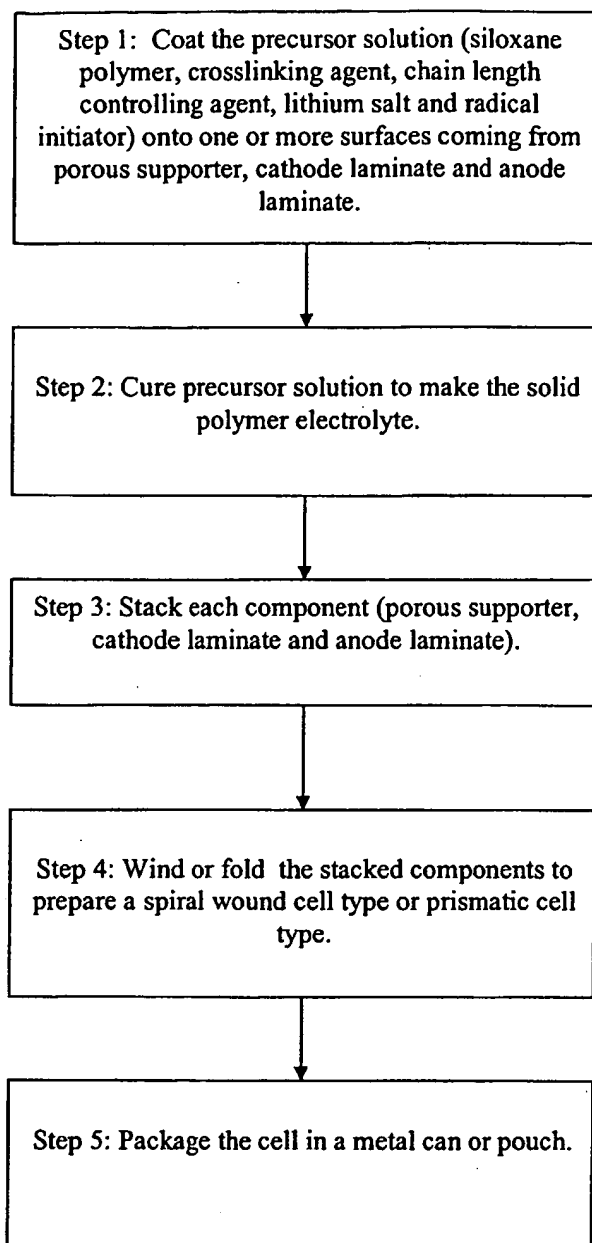 Step 1: Coat the precursor solution (siloxane
polymer, crosslinking agent, chain length
controlling agent, lithium salt and radical
initiator) onto one or more surfaces coming from
porous supporter, cathode laminate and anode
laminate.
Step 2: Cure precursor solution to make the solid
polymer electrolyte.
Step 3: Stack each component (porous supporter,
cathode laminate and anode laminate).
Step 4: Wind or fold the stacked components to
prepare a spiral wound cell type or prismatic cell
type.
Step 5: Package the cell in a metal can or pouch.